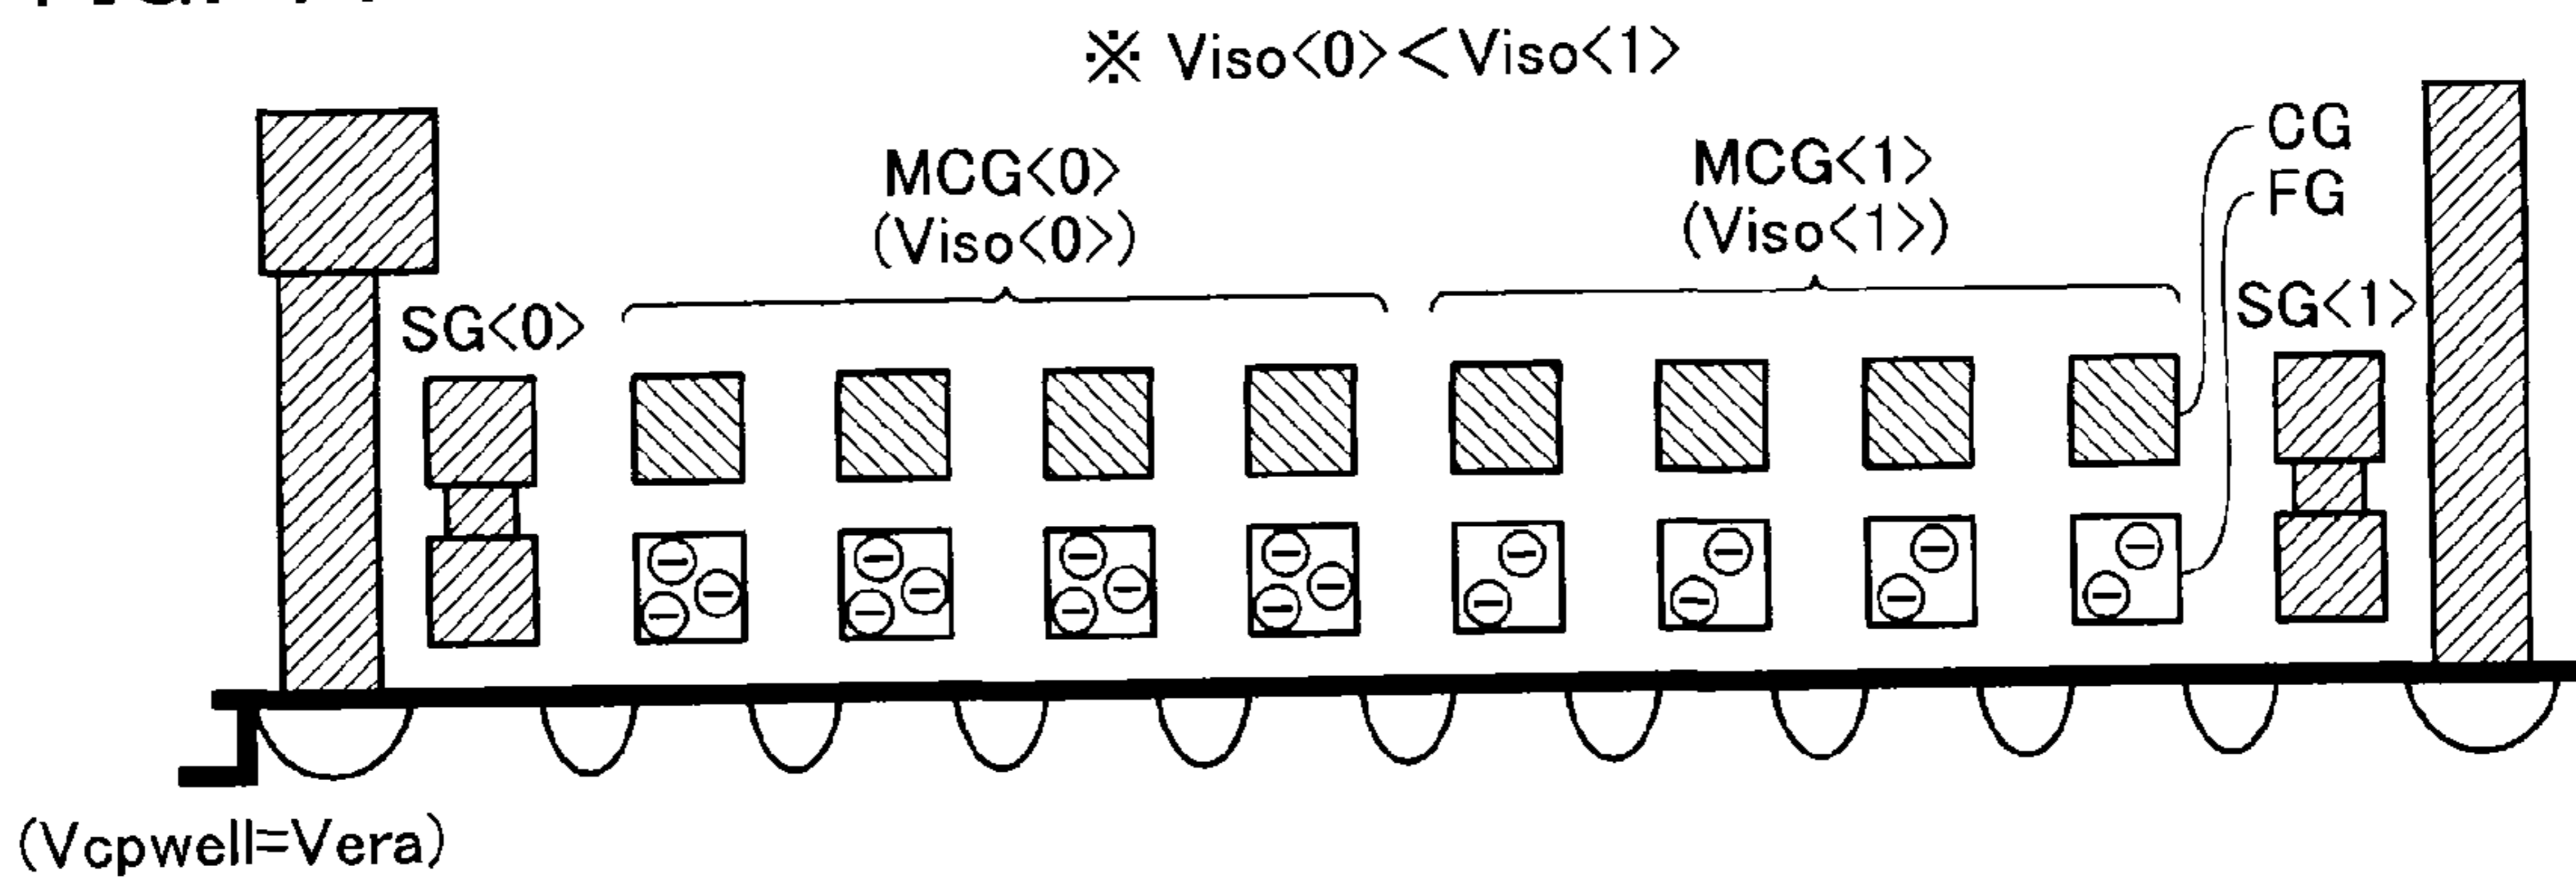 ※ Viso<0><Viso<1>
MCG<0>
(Viso<0>)
MCG<1>
(Viso<1>)
CG
FG
SG<0>
SG<1>
(Vcpwell=Vera)